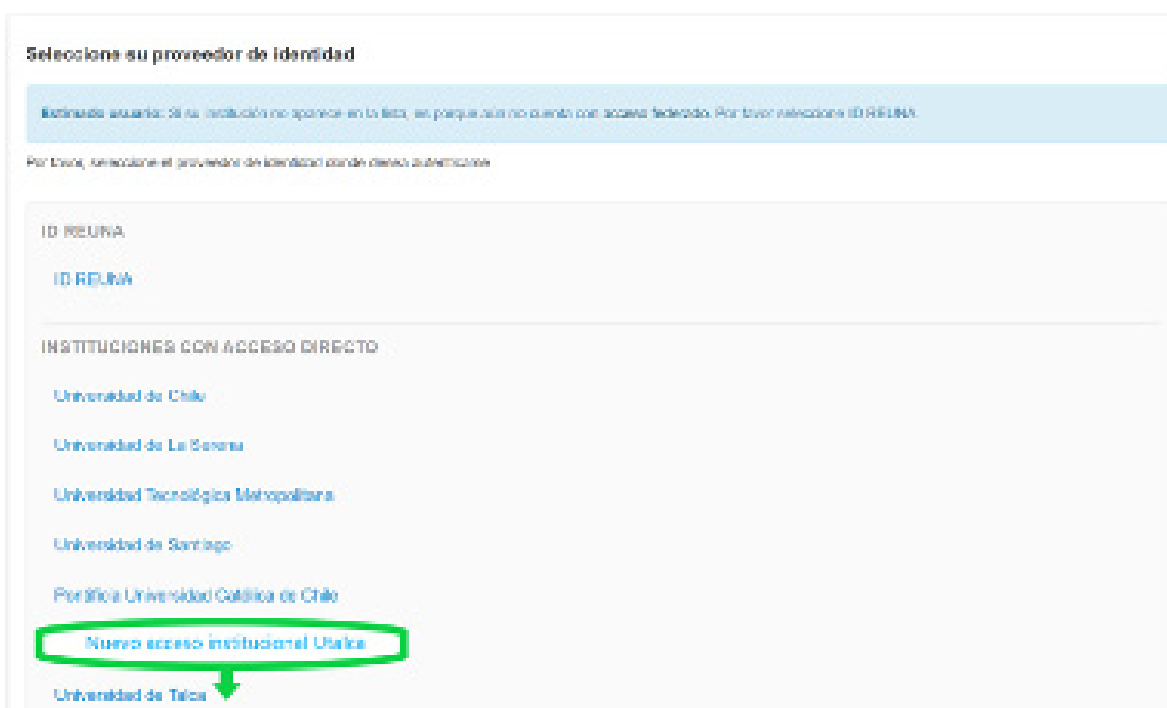 Seleccione su proveedor de identidad
Estimado usuario: Si su institución no aparece en la lista, es porque aún no cuenta con acceso federado. Por favor seleccione ID REUNA.
Por favor, seleccione el proveedor de identidad donde desea autenticarse
ID REUNA
ID REUNA
INSTITUCIONES CON ACCESO DIRECTO
Universidad de Chile
Universidad de La Serena
Universidad Tecnológica Metropolitana
Universidad de Santiago
Pontificia Universidad Católica de Chile
Nuevo acceso institucional Utalca
Universidad de Talca